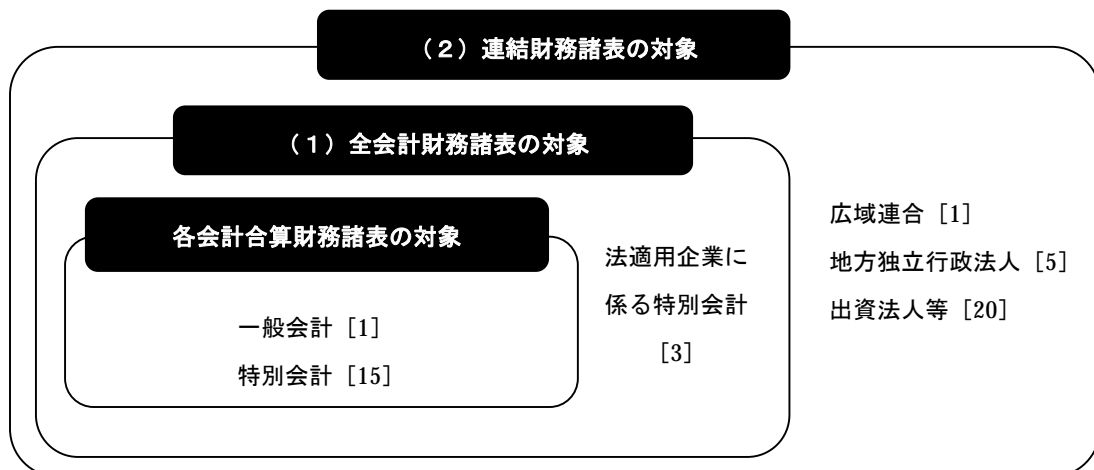 （２）連結財務諸表の対象
（１）全会計財務諸表の対象
各会計合算財務諸表の対象
一般会計［1］
特別会計［15］
法適用企業に
係る特別会計
［3］
広域連合［1］
地方独立行政法人［5］
出資法人等［20］